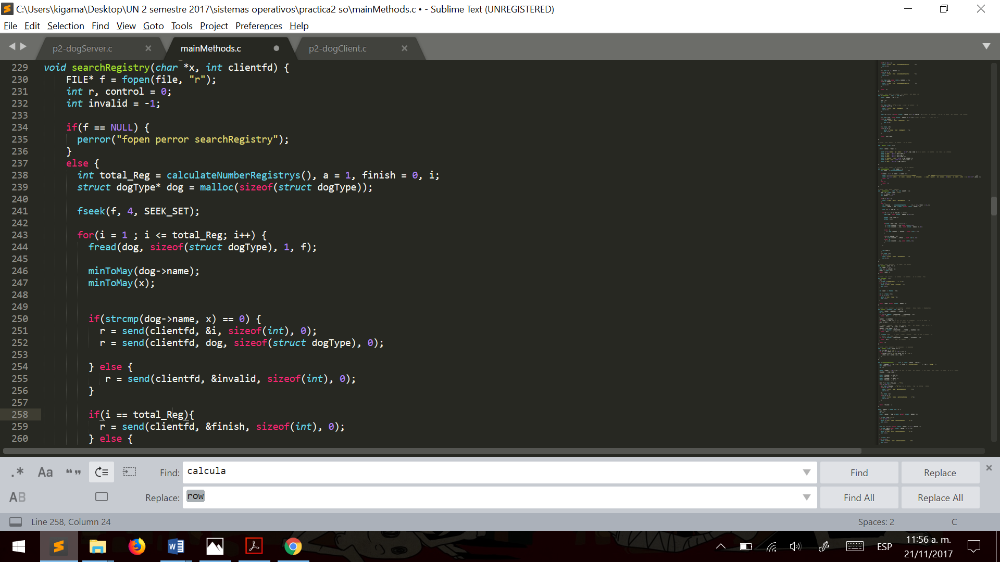 C:\Users\kigama\Desktop\UN 2 semestre 2017\sistemas operativos\practica2 so\mainMethods.c • - Sublime Text (UNREGISTERED)
File Edit Selection Find View Goto Tools Project Preferences Help
p2-dogServer.c mainMethods.c p2-dogClient.c
229 void searchRegistry(char *x, int clientfd) {
230 FILE* f = fopen(file, "r");
231 int r, control = 0;
232 int invalid = -1;
233
234 if(f == NULL) {
235 perror("fopen perror searchRegistry");
236 }
237 else {
238 int total_Reg = calculateNumberRegistrys(), a = 1, finish = 0, i;
239 struct dogType* dog = malloc(sizeof(struct dogType));
240
241 fseek(f, 4, SEEK_SET);
242
243 for(i = 1 ; i <= total_Reg; i++) {
244 fread(dog, sizeof(struct dogType), 1, f);
245
246 minToMay(dog->name);
247 minToMay(x);
248
249
250 if(strcmp(dog->name, x) == 0) {
251 r = send(clientfd, &i, sizeof(int), 0);
252 r = send(clientfd, dog, sizeof(struct dogType), 0);
253
254 } else {
255 r = send(clientfd, &invalid, sizeof(int), 0);
256 }
257
258 if(i == total_Reg){
259 r = send(clientfd, &finish, sizeof(int), 0);
260 } else {
.* Aa “” Find: calcula Find Replace
AB Replace: row Find All Replace All
Line 258, Column 24 Spaces: 2 C
ESP 11:56 a. m.
21/11/2017